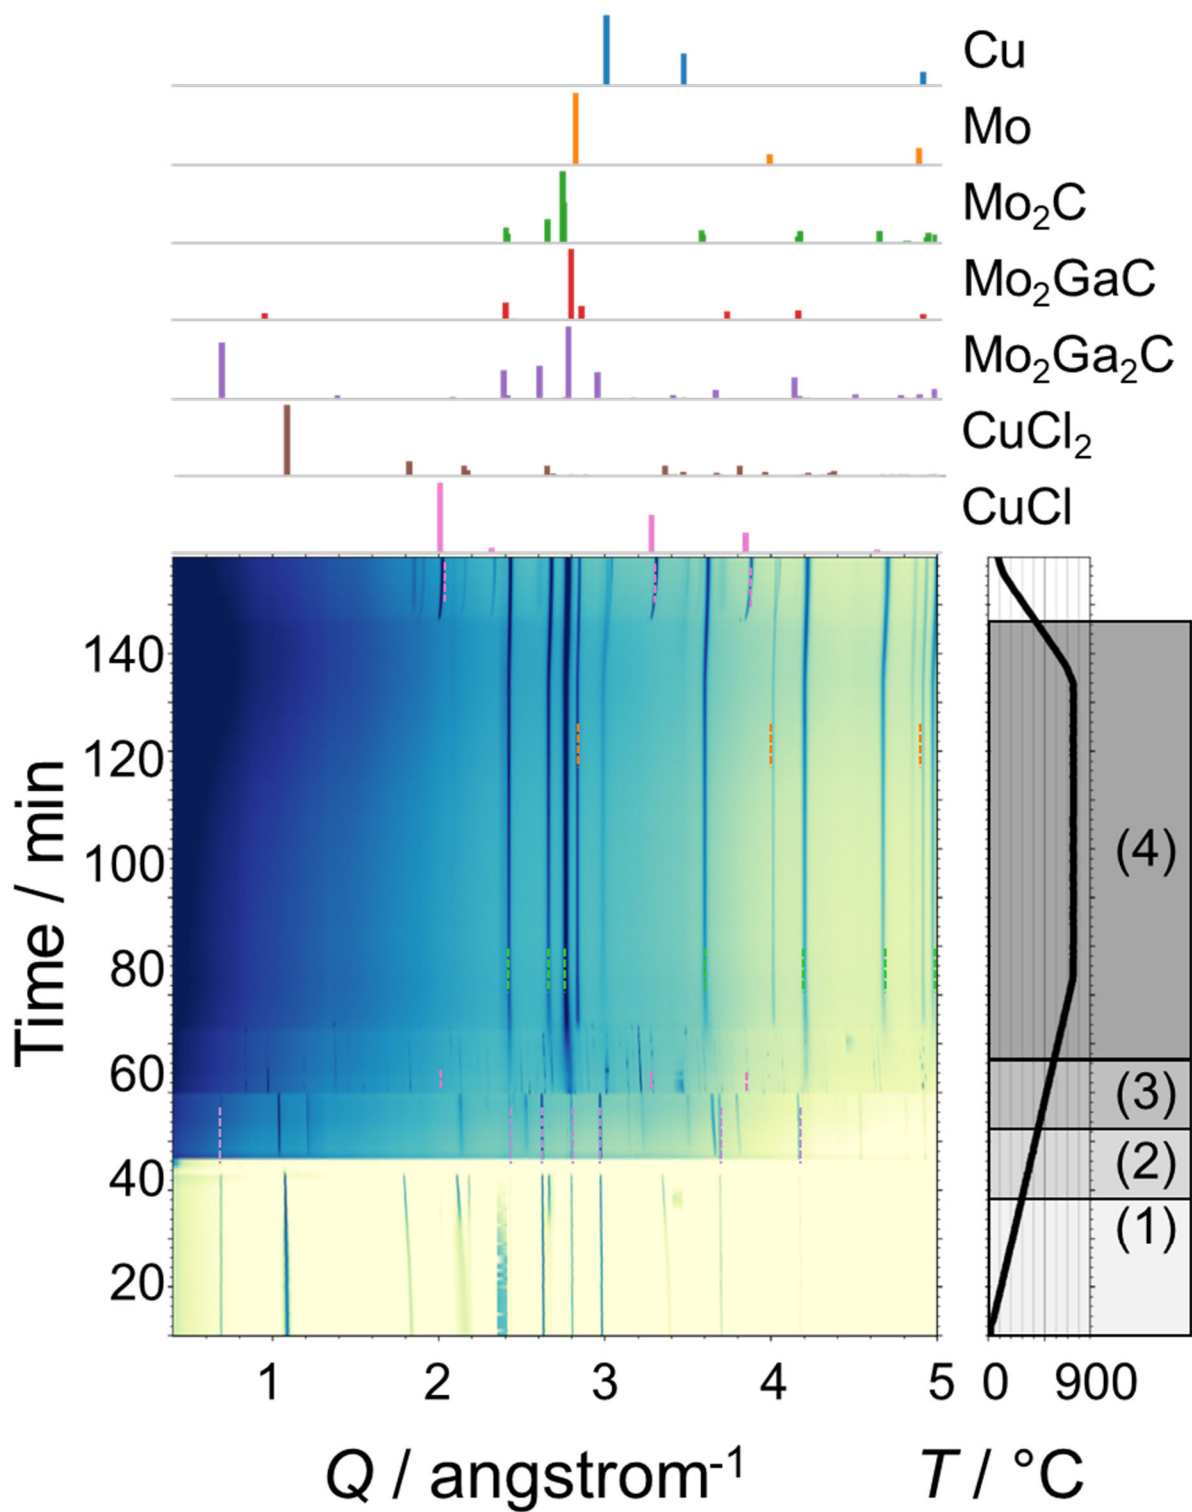 Cu
Mo
Mo₂C
Mo₂GaC
Mo₂Ga₂C
CuCl₂
CuCl
140
120
100
80
60
40
20
Time / min
(4)
(3)
(2)
(1)
1 2 3 4 5 0 900
Q / angstrom⁻¹ T / °C